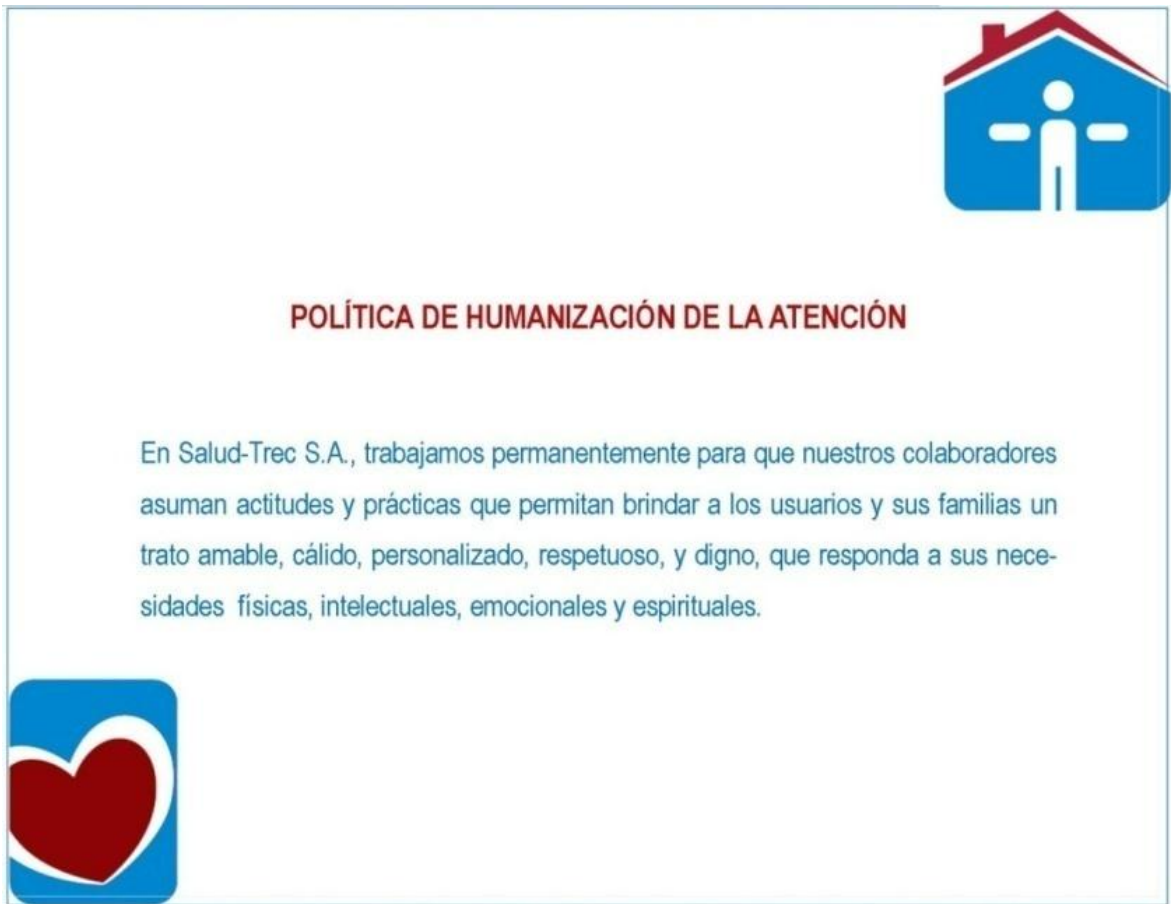 POLÍTICA DE HUMANIZACIÓN DE LA ATENCIÓN
En Salud-Trec S.A., trabajamos permanentemente para que nuestros colaboradores
asuman actitudes y prácticas que permitan brindar a los usuarios y sus familias un
trato amable, cálido, personalizado, respetuoso, y digno, que responda a sus nece-
sidades físicas, intelectuales, emocionales y espirituales.